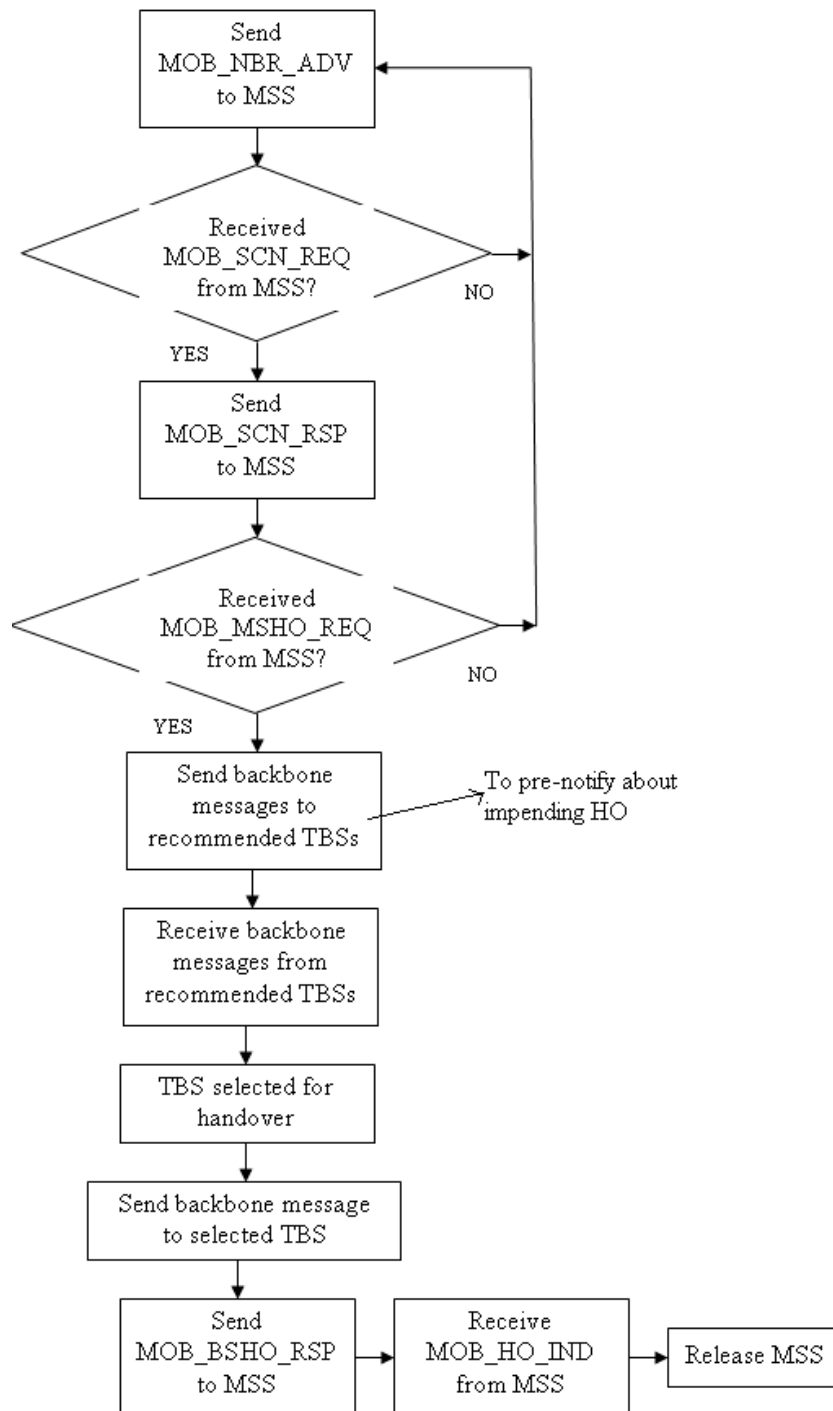 Send
MOB_NBR_ADV
to MSS
Received
MOB_SCN_REQ
from MSS?
NO
YES
Send
MOB_SCN_RSP
to MSS
Received
MOB_MSHO_REQ
from MSS?
NO
YES
Send backbone
messages to
recommended TBSs
To pre-notify about
impending HO
Receive backbone
messages from
recommended TBSs
TBS selected for
handover
Send backbone message
to selected TBS
Send
MOB_BSHO_RSP
to MSS
Receive
MOB_HO_IND
from MSS
Release MSS